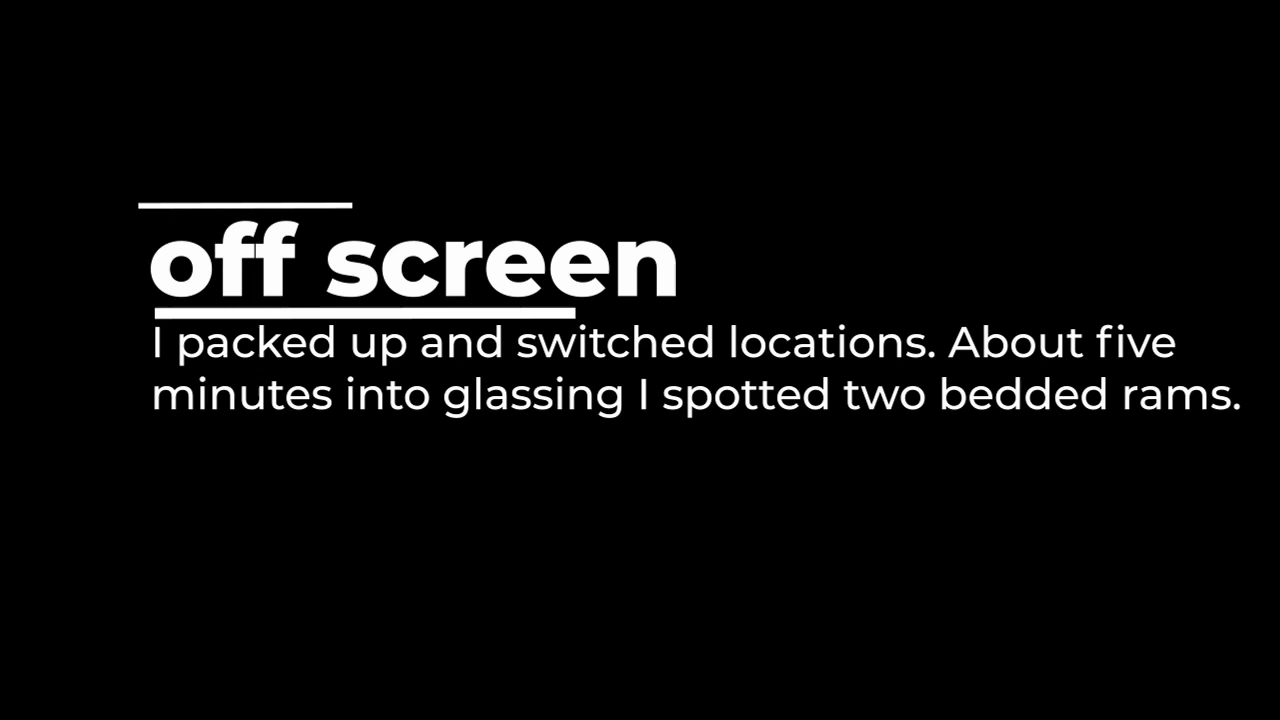 off screen
I packed up and switched locations. About five
minutes into glassing I spotted two bedded rams.